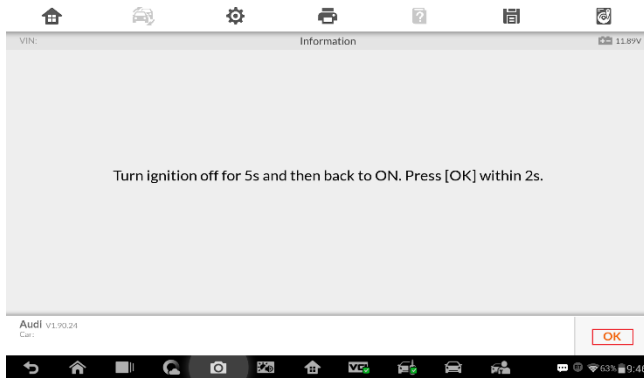 VIN:
Information
11.89V
Turn ignition off for 5s and then back to ON. Press [OK] within 2s.
Audi V1.90.24
Car:
OK
63%